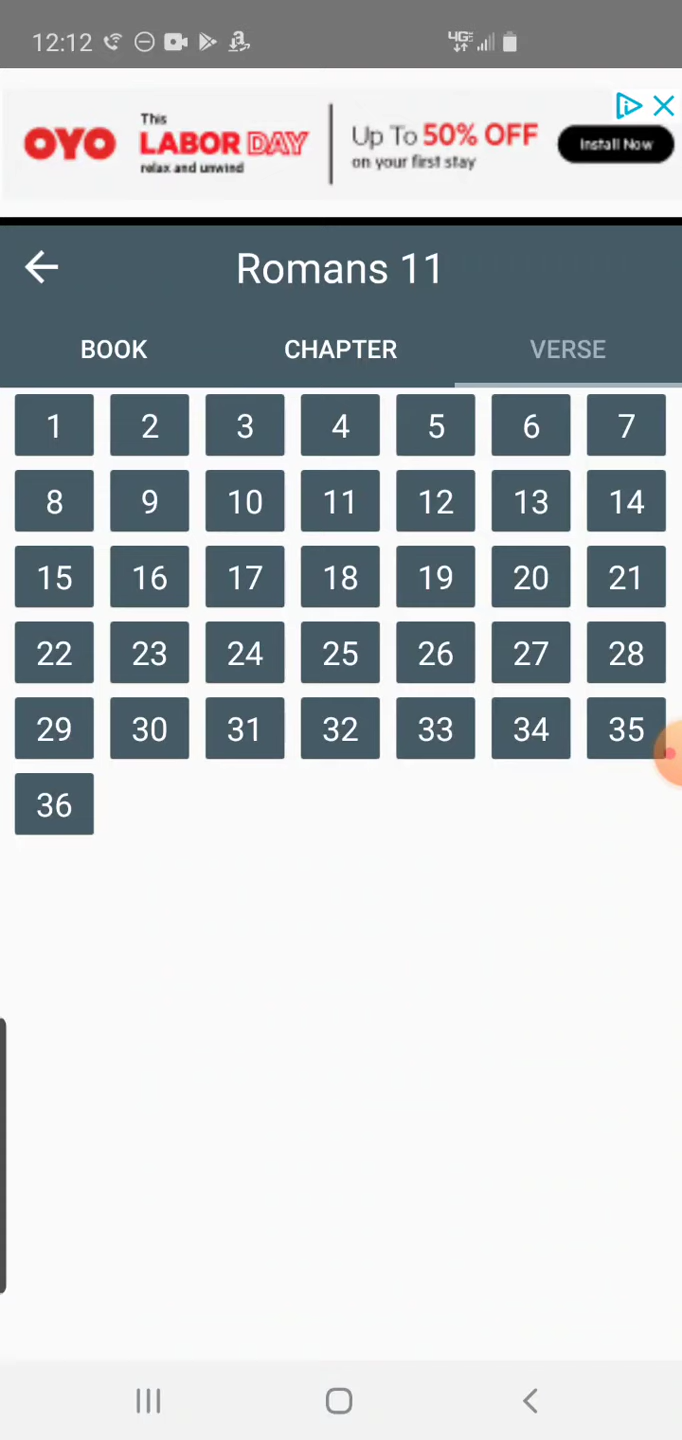 12:12 4GE
OYO This LABOR DAY relax and unwind Up To 50% OFF on your first stay Install Now
Romans 11
BOOK CHAPTER VERSE
1 2 3 4 5 6 7
8 9 10 11 12 13 14
15 16 17 18 19 20 21
22 23 24 25 26 27 28
29 30 31 32 33 34 35
36